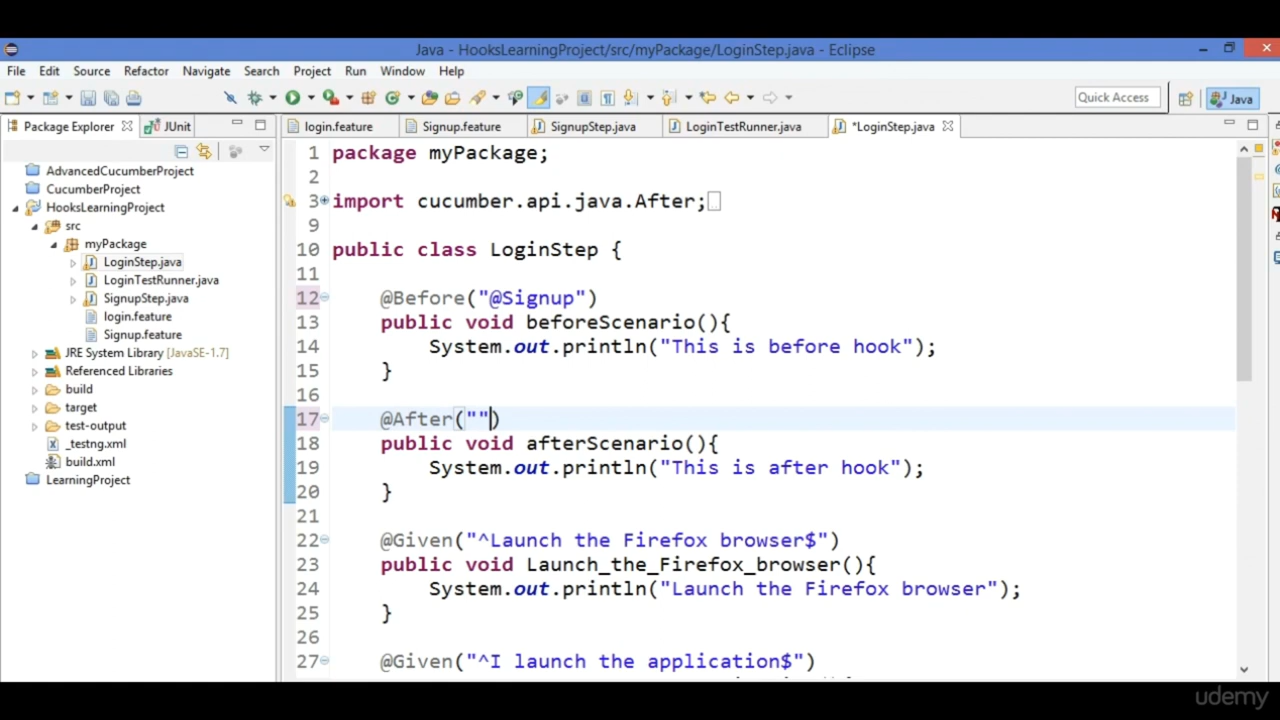 Java - HooksLearningProject/src/myPackage/LoginStep.java - Eclipse
File Edit Source Refactor Navigate Search Project Run Window Help
Quick Access Java
Package Explorer JUnit login.feature Signup.feature SignupStep.java LoginTestRunner.java *LoginStep.java
AdvancedCucumberProject
CucumberProject
HooksLearningProject
src
myPackage
LoginStep.java
LoginTestRunner.java
SignupStep.java
login.feature
Signup.feature
JRE System Library [JavaSE-1.7]
Referenced Libraries
build
target
test-output
_testng.xml
build.xml
LearningProject
1 package myPackage;
2
3 import cucumber.api.java.After;
9
10 public class LoginStep {
11
12 @Before("@Signup")
13 public void beforeScenario(){
14 System.out.println("This is before hook");
15 }
16
17 @After("")
18 public void afterScenario(){
19 System.out.println("This is after hook");
20 }
21
22 @Given("^Launch the Firefox browser$")
23 public void Launch_the_Firefox_browser(){
24 System.out.println("Launch the Firefox browser");
25 }
26
27 @Given("^I launch the application$")
udemy